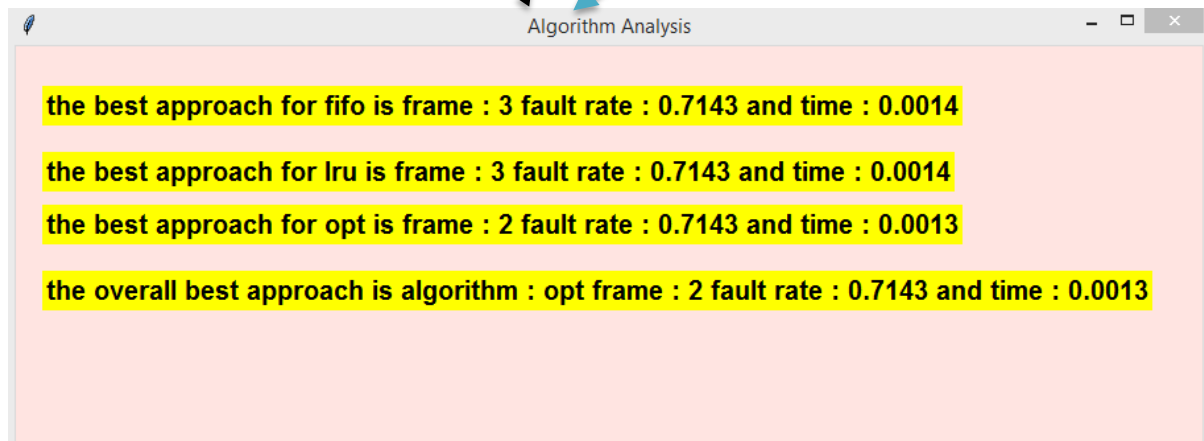 Algorithm Analysis
the best approach for fifo is frame : 3 fault rate : 0.7143 and time : 0.0014
the best approach for lru is frame : 3 fault rate : 0.7143 and time : 0.0014
the best approach for opt is frame : 2 fault rate : 0.7143 and time : 0.0013
the overall best approach is algorithm : opt frame : 2 fault rate : 0.7143 and time : 0.0013